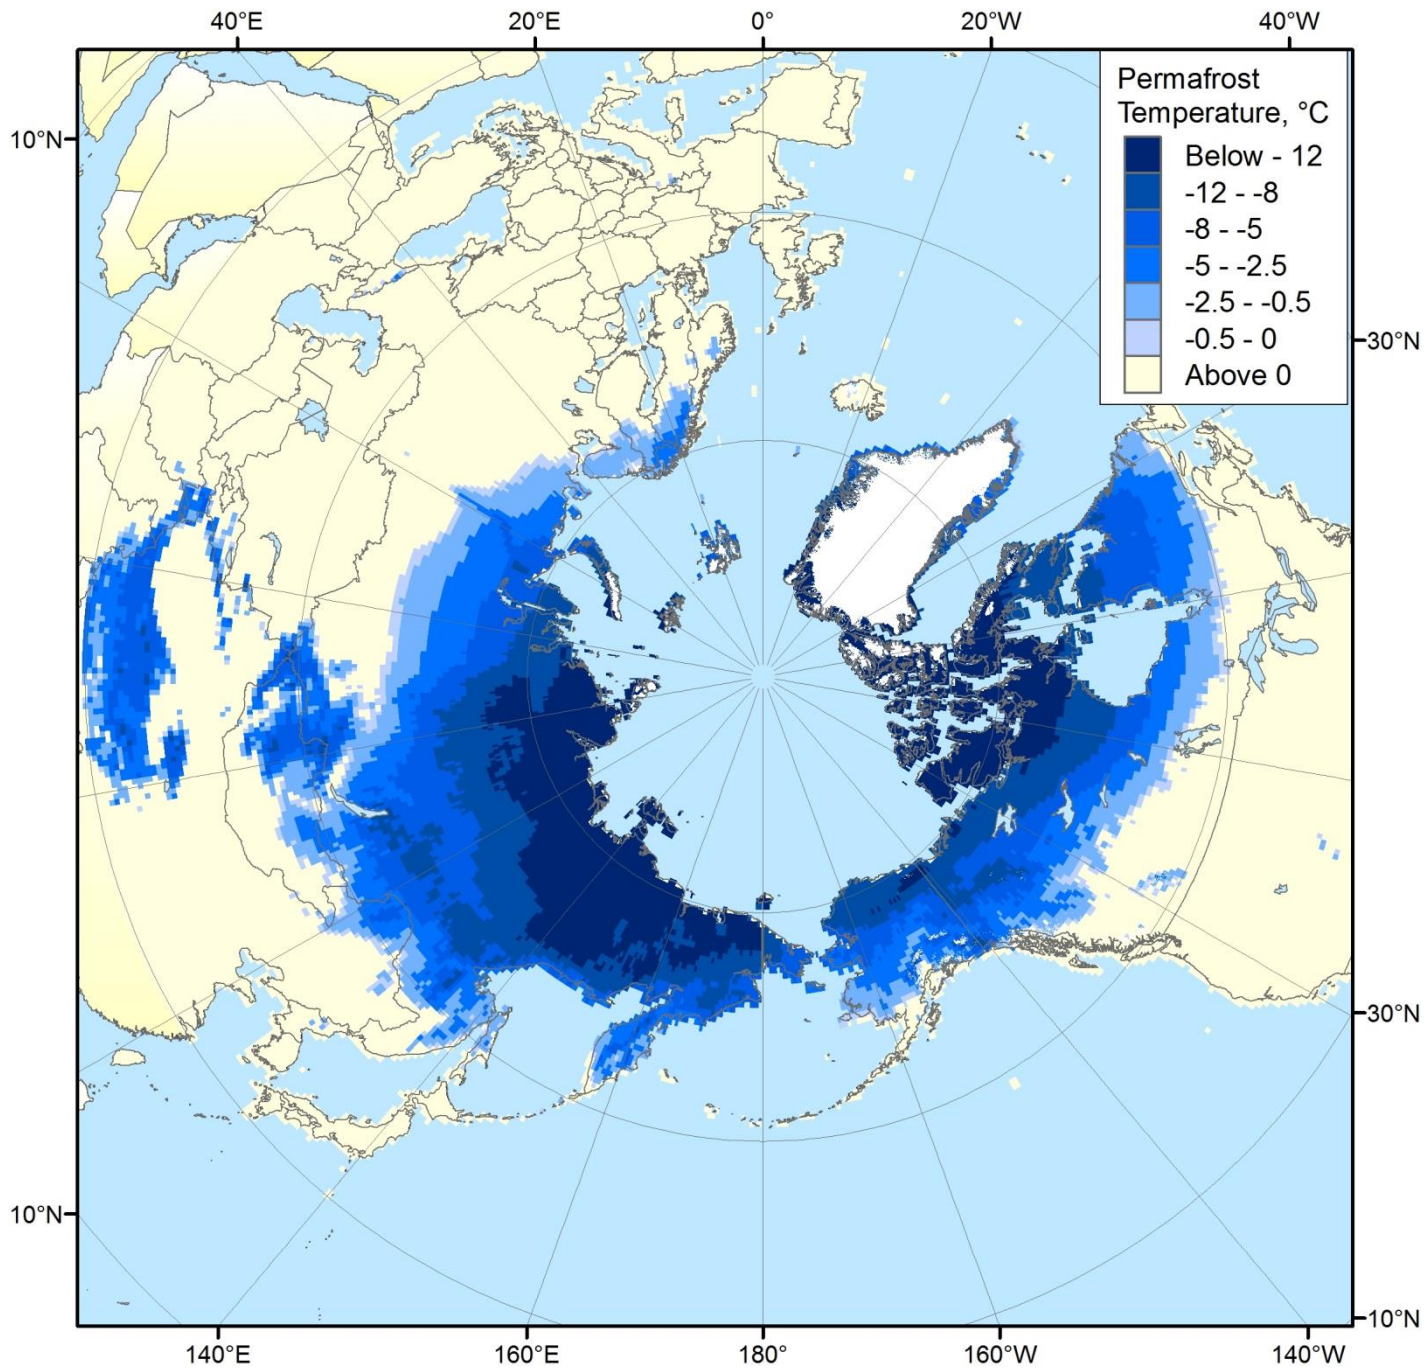 40°E 20°E 0° 20°W 40°W
Permafrost
Temperature, °C
Below - 12
-12 - -8
-8 - -5
-5 - -2.5
-2.5 - -0.5
-0.5 - 0
Above 0
10°N
30°N
30°N
10°N
10°N
140°E 160°E 180° 160°W 140°W